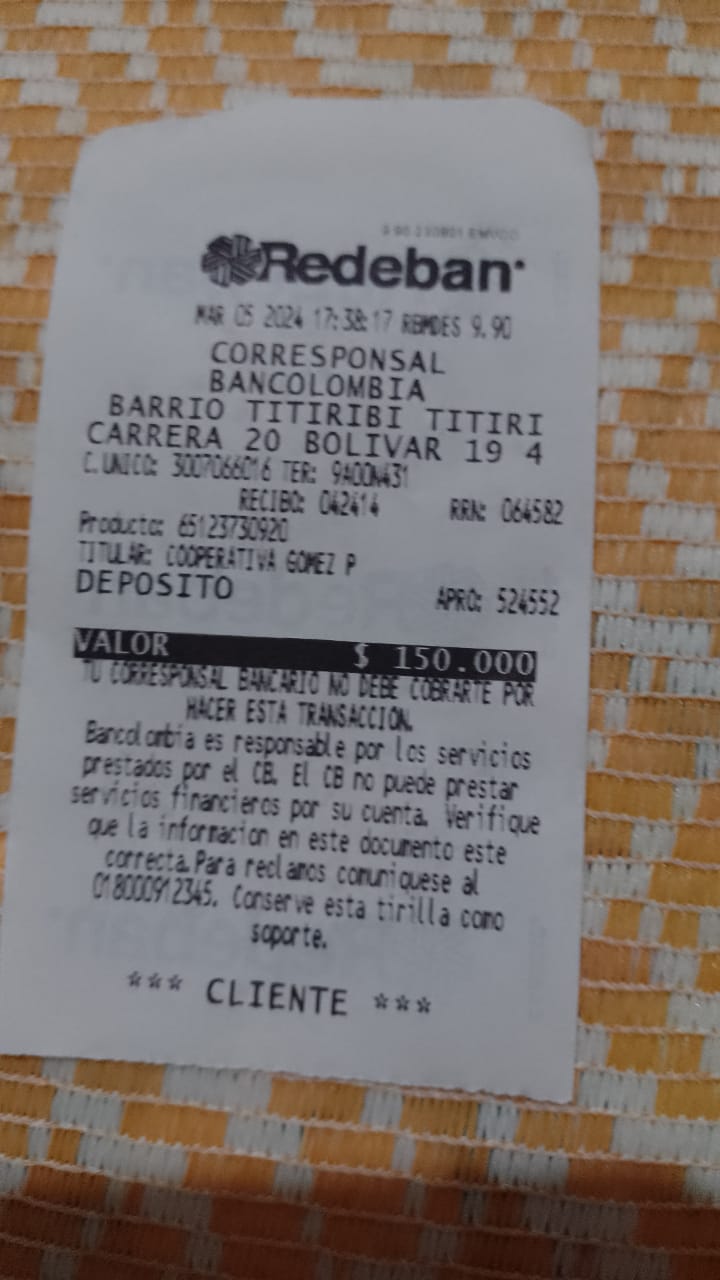 Redeban
MAR 05 2024 17:38:17 RBMDES 9.90
CORRESPONSAL
BANCOLOMBIA
BARRIO TITIRIBI TITIRI
CARRERA 20 BOLIVAR 19 4
C.UNICO: 3007066016 TER: 9A00N431
RECIBO: 042414 RRN: 064582
Producto: 65123730920
TITULAR: COOPERATIVA GOMEZ P
DEPOSITO APRO: 524552
VALOR $ 150.000
TU CORRESPONSAL BANCARIO NO DEBE COBRARTE POR
HACER ESTA TRANSACCION.
Bancolombia es responsable por los servicios
prestados por el CB. El CB no puede prestar
servicios financieros por su cuenta. Verifique
que la informacion en este documento este
correcta.Para reclamos comuniquese al
018000912345. Conserve esta tirilla como
soporte.
*** CLIENTE ***